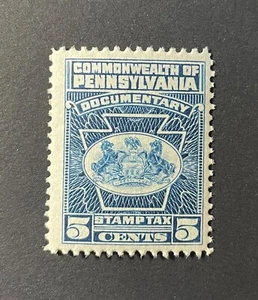 COMMONWEALTH OF
PENNSYLVANIA
DOCUMENTARY
STAMP TAX
5 CENTS 5